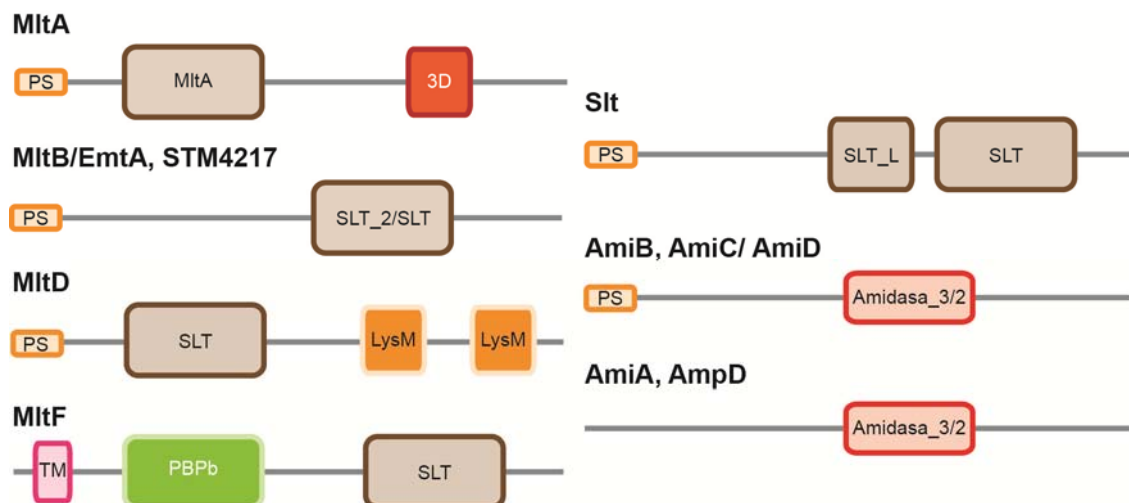 MltA
PS MltA 3D
MltB/EmtA, STM4217
PS SLT_2/SLT
MltD
PS SLT LysM LysM
MltF
TM PBPb SLT
Slt
PS SLT_L SLT
AmiB, AmiC/ AmiD
PS Amidasa_3/2
AmiA, AmpD
Amidasa_3/2